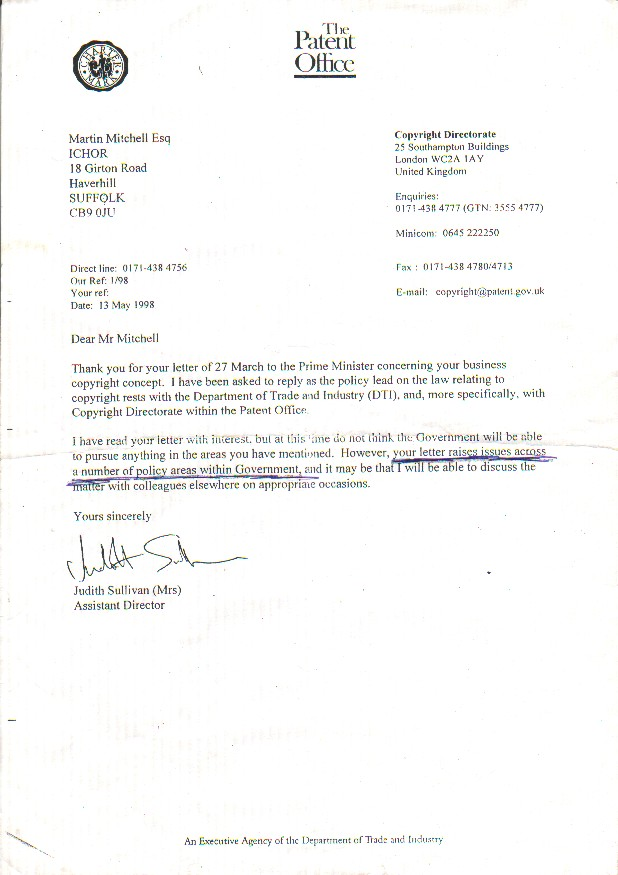 CHARTER MARK
The
Patent
Office
Martin Mitchell Esq
ICHOR
18 Girton Road
Haverhill
SUFFOLK
CB9 0JU
Copyright Directorate
25 Southampton Buildings
London WC2A 1AY
United Kingdom
Enquiries:
0171-438 4777 (GTN: 3555 4777)
Minicom: 0645 222250
Direct line: 0171-438 4756
Our Ref: 1/98
Your ref:
Date: 13 May 1998
Fax : 0171-438 4780/4713
E-mail: copyright@patent.gov.uk
Dear Mr Mitchell
Thank you for your letter of 27 March to the Prime Minister concerning your business
copyright concept. I have been asked to reply as the policy lead on the law relating to
copyright rests with the Department of Trade and Industry (DTI), and, more specifically, with
Copyright Directorate within the Patent Office.
I have read your letter with interest, but at this time do not think the Government will be able
to pursue anything in the areas you have mentioned. However, your letter raises issues across
a number of policy areas within Government, and it may be that I will be able to discuss the
matter with colleagues elsewhere on appropriate occasions.
Yours sincerely
Judith Sullivan
Judith Sullivan (Mrs)
Assistant Director
An Executive Agency of the Department of Trade and Industry